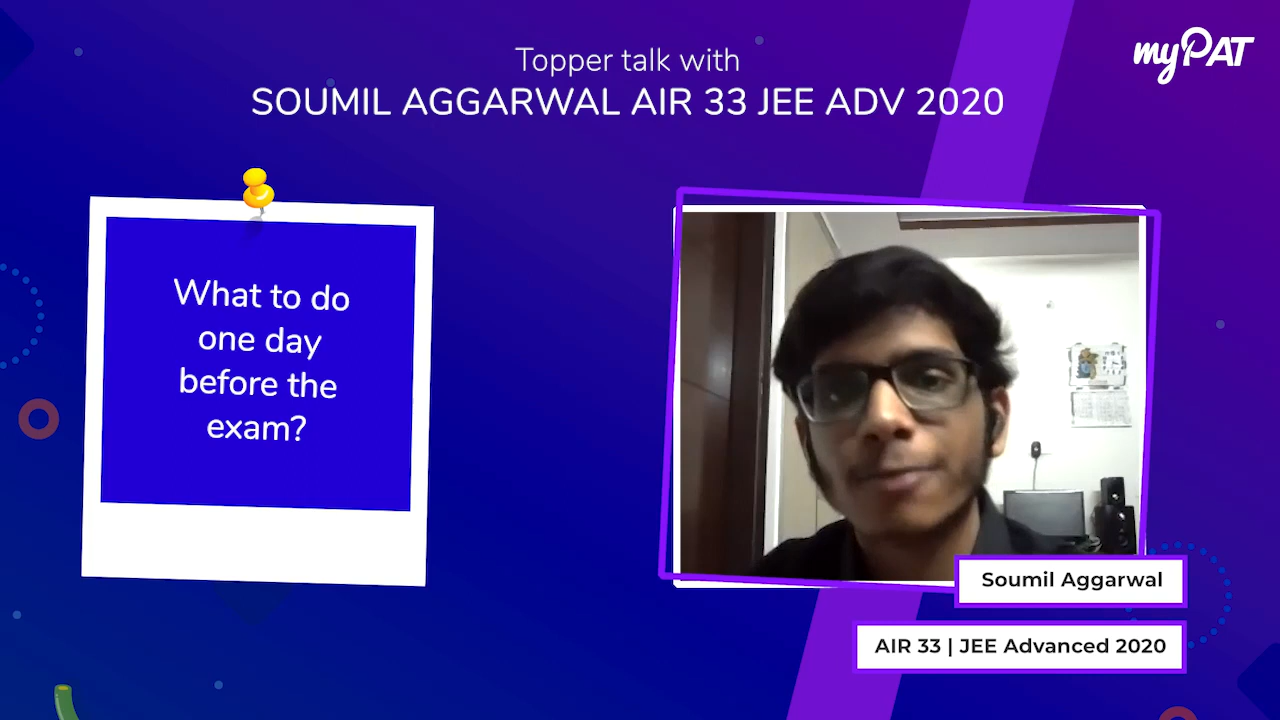 Topper talk with
SOUMIL AGGARWAL AIR 33 JEE ADV 2020
myPAT
What to do
one day
before the
exam?
Soumil Aggarwal
AIR 33 | JEE Advanced 2020